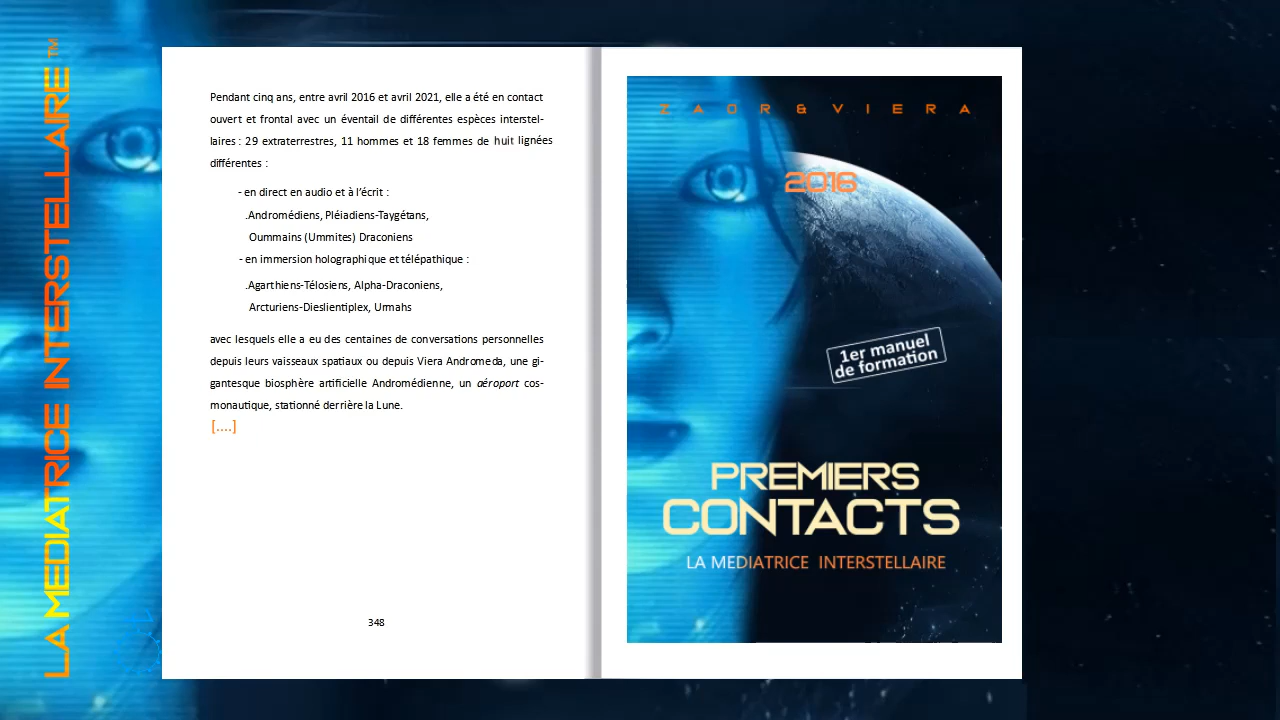 LA MEDIATRICE INTERSTELLAIRE™
Pendant cinq ans, entre avril 2016 et avril 2021, elle a été en contact
ouvert et frontal avec un éventail de différentes espèces interstel-
laires : 29 extraterrestres, 11 hommes et 18 femmes de huit lignées
différentes :
- en direct en audio et à l’écrit :
.Andromédiens, Pléiadiens-Taygétans,
Oummains (Ummites) Draconiens
- en immersion holographique et télépathique :
.Agarthiens-Télosiens, Alpha-Draconiens,
Arcturiens-Dieslientiplex, Urmahs
avec lesquels elle a eu des centaines de conversations personnelles
depuis leurs vaisseaux spatiaux ou depuis Viera Andromeda, une gi-
gantesque biosphère artificielle Andromédienne, un aéroport cos-
monautique, stationné derrière la Lune.
[....]
348
ZAOR&VIERA
2016
1er manuel
de formation
PREMIERS
CONTACTS
LA MEDIATRICE INTERSTELLAIRE